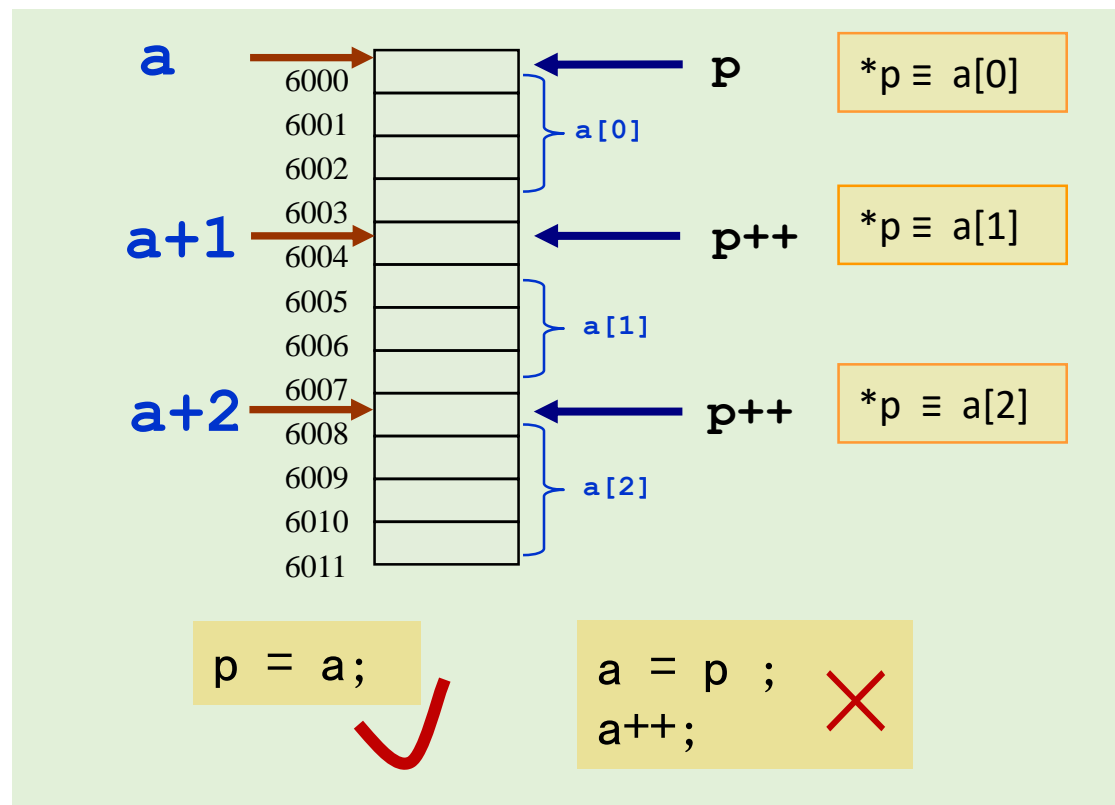 a
p
*p ≡ a[0]
6000
6001
a[0]
6002
6003
a+1
p++
*p ≡ a[1]
6004
6005
a[1]
6006
6007
a+2
p++
*p ≡ a[2]
6008
6009
a[2]
6010
6011
p = a;
a = p ;
a++;